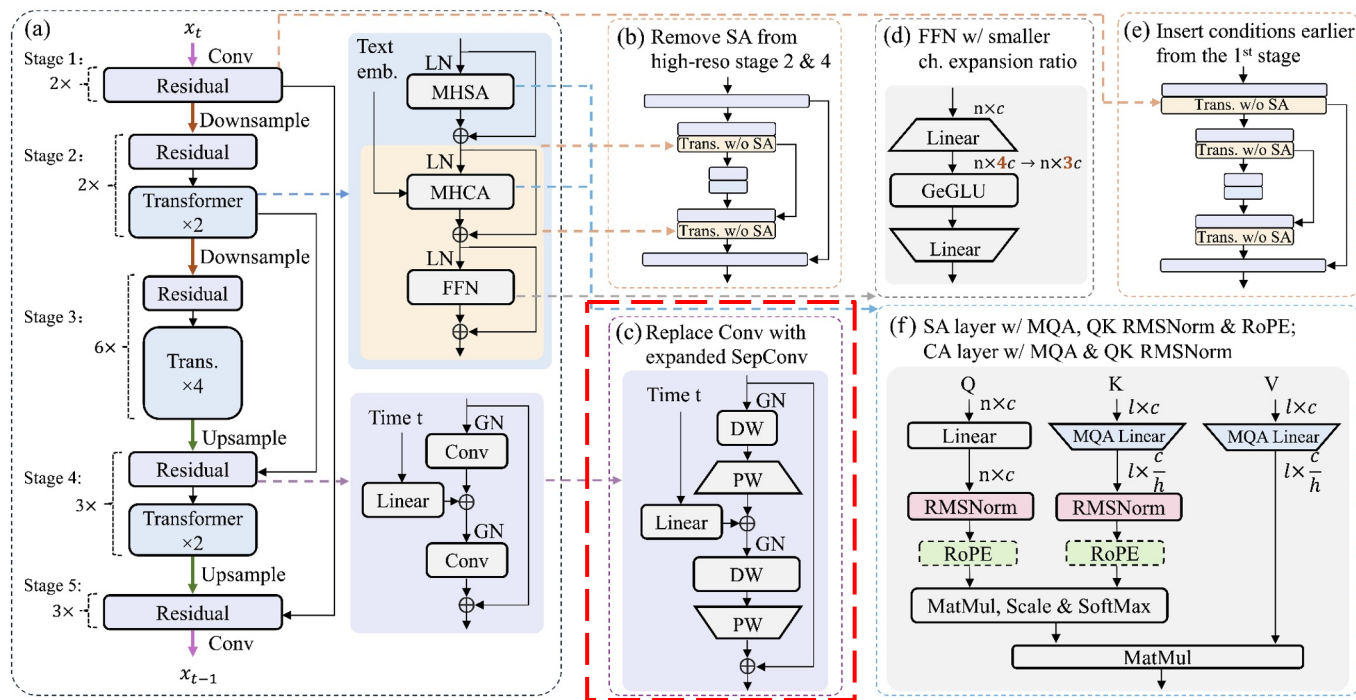 (a)
x_t
Conv
Stage 1:
2×
Residual
Downsample
Stage 2:
2×
Residual
Transformer
×2
Downsample
Stage 3:
6×
Residual
Trans.
×4
Upsample
Stage 4:
3×
Residual
Transformer
×2
Upsample
Stage 5:
3×
Residual
Conv
x_{t−1}
Text
emb.
LN
MHSA
LN
MHCA
LN
FFN
Time t
GN
Conv
Linear
GN
Conv
(b) Remove SA from
high-reso stage 2 & 4
Trans. w/o SA
Trans. w/o SA
(c) Replace Conv with
expanded SepConv
Time t
GN
DW
PW
Linear
GN
DW
PW
(d) FFN w/ smaller
ch. expansion ratio
n×c
Linear
n×4c → n×3c
GeGLU
Linear
(e) Insert conditions earlier
from the 1st stage
Trans. w/o SA
Trans. w/o SA
Trans. w/o SA
(f) SA layer w/ MQA, QK RMSNorm & RoPE;
CA layer w/ MQA & QK RMSNorm
Q K V
n×c l×c l×c
Linear MQA Linear MQA Linear
n×c l×c/h l×c/h
RMSNorm RMSNorm
RoPE RoPE
MatMul, Scale & SoftMax
MatMul